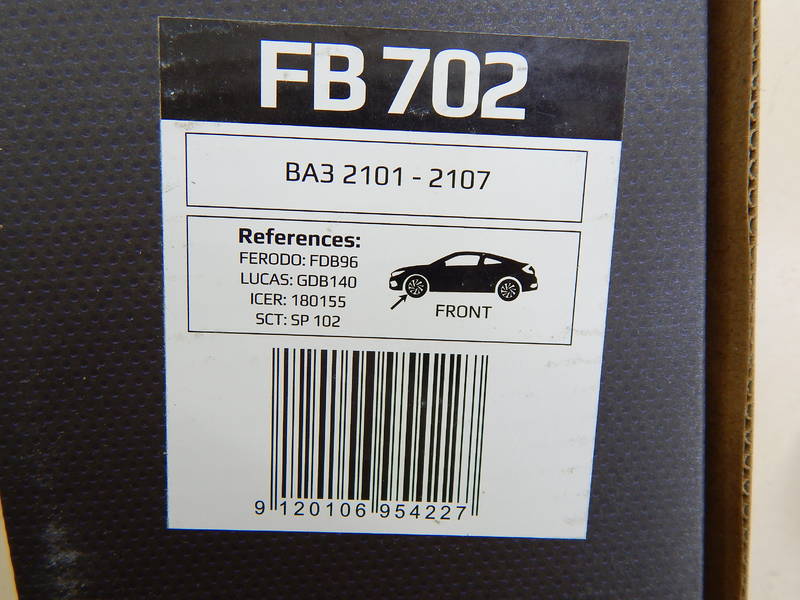 FB 702
ВАЗ 2101 - 2107
References:
FERODO: FDB96
LUCAS: GDB140
ICER: 180155
SCT: SP 102
FRONT
9 120106 954227